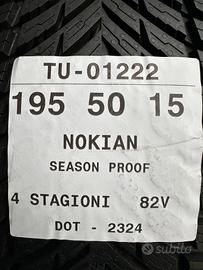 TU-01222
195 50 15
NOKIAN
SEASON PROOF
4 STAGIONI 82V
DOT - 2324
subito